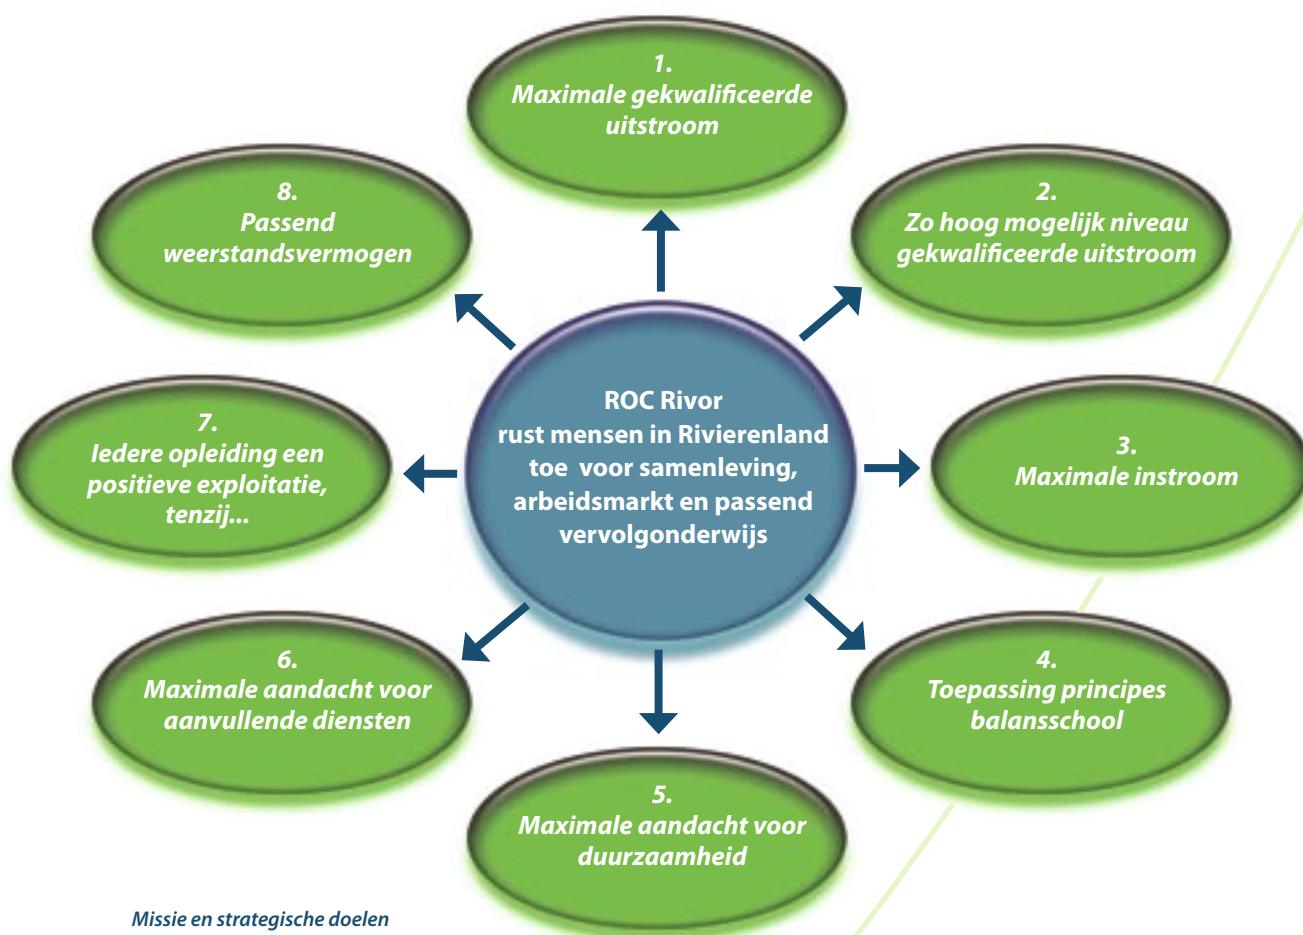 1.
Maximale gekwalificeerde
uitstroom
2.
Zo hoog mogelijk niveau
gekwalificeerde uitstroom
3.
Maximale instroom
4.
Toepassing principes
balansschool
5.
Maximale aandacht voor
duurzaamheid
6.
Maximale aandacht voor
aanvullende diensten
7.
Iedere opleiding een
positieve exploitatie,
tenzij...
8.
Passend
weerstandsvermogen
ROC Rivor
rust mensen in Rivierenland
toe voor samenleving,
arbeidsmarkt en passend
vervolgonderwijs
Missie en strategische doelen